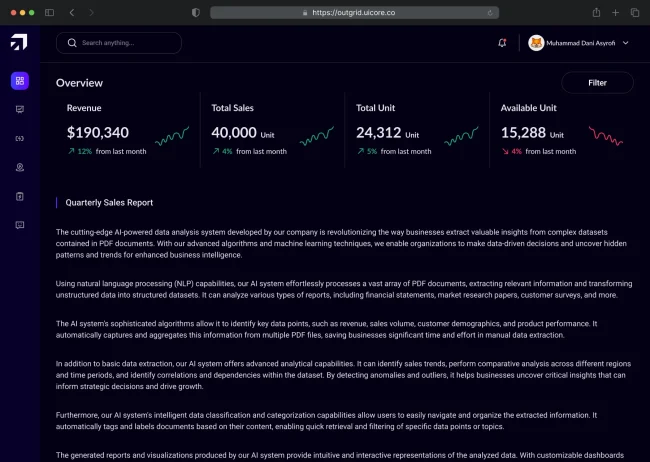 https://outgrid.uicore.co
Search anything...
Muhammad Dani Asyrofi
Overview
Filter
Revenue
$190,340
12% from last month
Total Sales
40,000 Unit
4% from last month
Total Unit
24,312 Unit
5% from last month
Available Unit
15,288 Unit
4% from last month
Quarterly Sales Report
The cutting-edge AI-powered data analysis system developed by our company is revolutionizing the way businesses extract valuable insights from complex datasets
contained in PDF documents. With our advanced algorithms and machine learning techniques, we enable organizations to make data-driven decisions and uncover hidden
patterns and trends for enhanced business intelligence.
Using natural language processing (NLP) capabilities, our AI system effortlessly processes a vast array of PDF documents, extracting relevant information and transforming
unstructured data into structured datasets. It can analyze various types of reports, including financial statements, market research papers, customer surveys, and more.
The AI system's sophisticated algorithms allow it to identify key data points, such as revenue, sales volume, customer demographics, and product performance. It
automatically captures and aggregates this information from multiple PDF files, saving businesses significant time and effort in manual data extraction.
In addition to basic data extraction, our AI system offers advanced analytical capabilities. It can identify sales trends, perform comparative analysis across different regions
and time periods, and identify correlations and dependencies within the dataset. By detecting anomalies and outliers, it helps businesses uncover critical insights that can
inform strategic decisions and drive growth.
Furthermore, our AI system's intelligent data classification and categorization capabilities allow users to easily navigate and organize the extracted information. It
automatically tags and labels documents based on their content, enabling quick retrieval and filtering of specific data points or topics.
The generated reports and visualizations produced by our AI system provide intuitive and interactive representations of the analyzed data. With customizable dashboards